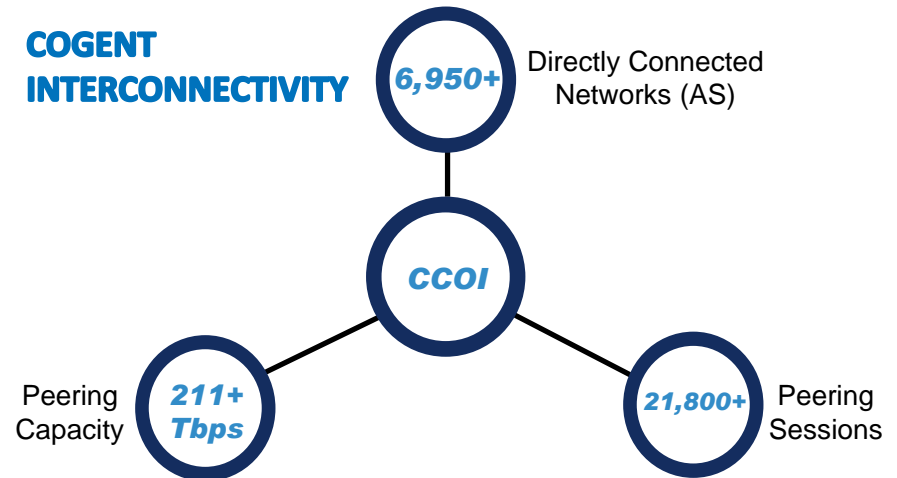 COGENT
INTERCONNECTIVITY
6,950+
Directly Connected
Networks (AS)
CCOI
Peering
Capacity
211+
Tbps
21,800+
Peering
Sessions